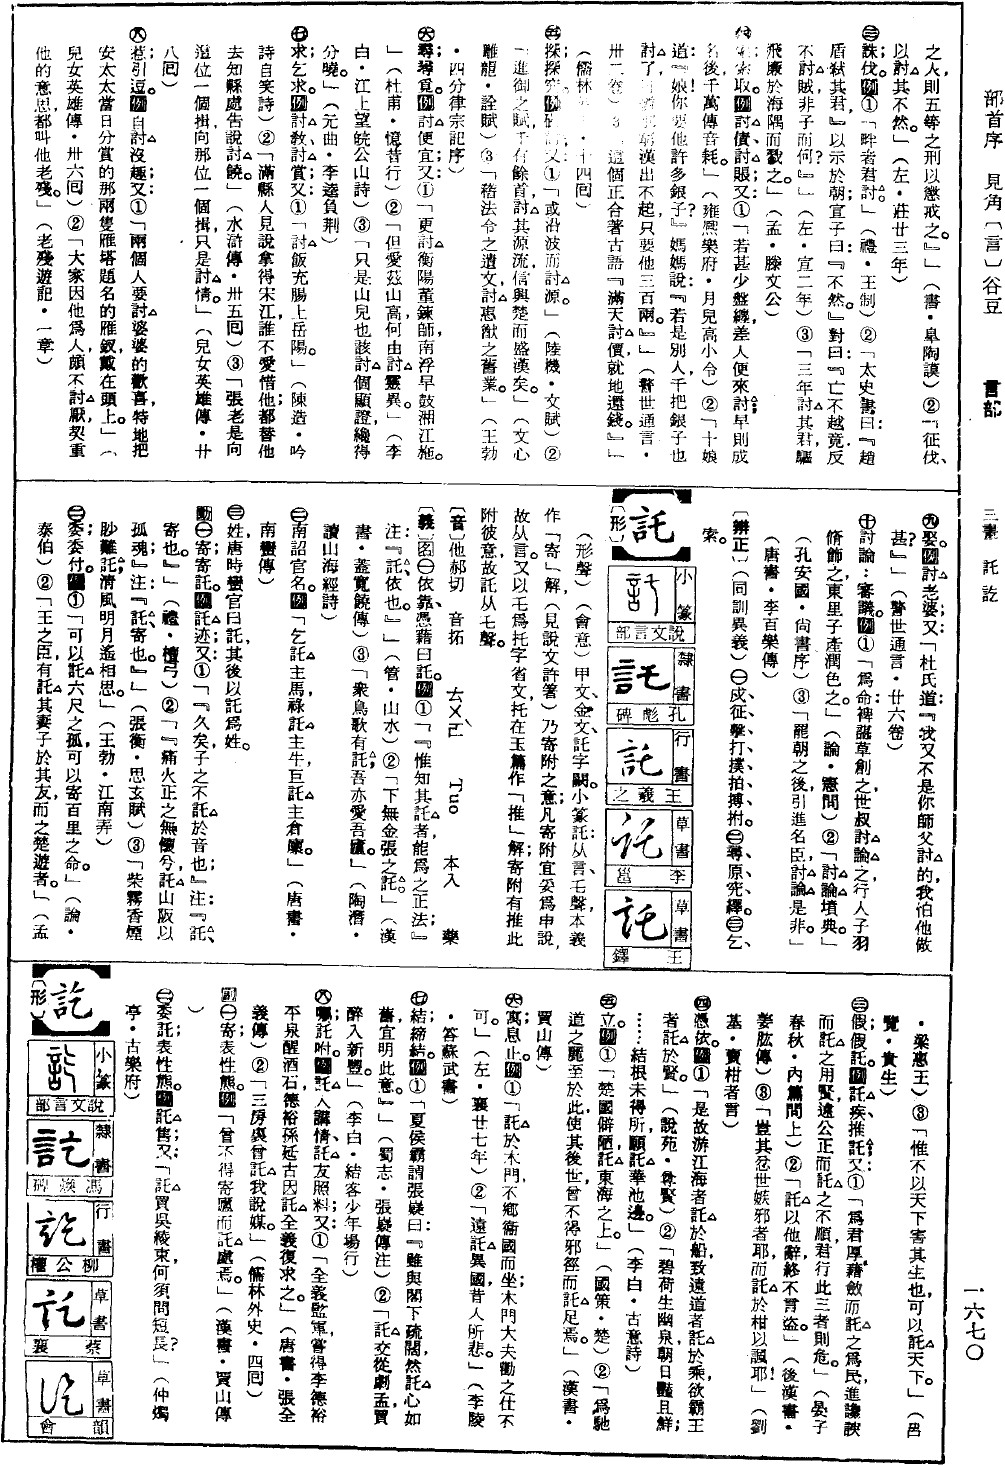 部首序 見角〔言〕谷豆 言部 三畫 託 訖 一六七〇
之人則五等之刑以懲戒之。」」(書・皐陶謨)②「征伐、
以討其不然。」(左・莊廿三年)
㊂誅伐。例①「畔者君討。」(禮・王制)②「太史書曰:『趙
盾弒其君。』以示於朝。宣子曰:『不然。』對曰:『亡不越竟,反
不討賊,非子而何?』」(左・宣二年)③「三年討其君,驅
飛廉於海隅而戮之。」(孟・滕文公)
索取。例討債、討賬。又①「若甚少盤纏,差人便來討,早則成
名後,千萬傳音耗。」(雍熙樂府・月兒高小令)②「十娘
道:『娘!你要他許多銀子?』媽媽說:『若是別人,千把銀子也
討了。』出不起,只要他三百兩。』」(警世通言・
卅二卷)③「這個正合著古語『滿天討價,就地還錢。』」
(儒林・十四回)
㊄探探究。例又①「或沿波而討源。」(陸機・文賦)②
「進御之賦,千有餘首,討其源流,信興楚而盛漢矣。」(文心
雕龍・詮賦)③「稽法令之遺文,討惠猷之舊業。」(王勃
・四分律宗記序)
㊅尋尋覓。例討便宜。又①「更討衡陽董鍊師,南浮早鼓湘江柂。
」(杜甫・憶昔行)②「但愛茲山高,何由討靈異。」(李
白・江上望皖公山詩)③「只是山兒也該討個顯證,纔得
分曉。」(元曲・李逵負荊)
㊆求;乞求。例討教、討賞。又①「討飯充腸上岳陽。」(陳造・吟
詩自笑詩)②「滿縣人見說拿得宋江,誰不愛惜他,都替他
去知縣處告說討饒。」(水滸傳・卅五回)③「張老是向
這位一個揖,向那位一個揖,只是討情。」(兒女英雄傳・廿
八回)
㊇惹;引逗。例自討沒趣。又①「兩個人要討婆婆的歡喜,特地把
安太太當日分賞的那兩隻雁塔題名的雁釵戴在頭上。」(
兒女英雄傳・卅六回)②「大家因他為人頗不討厭,契重
他的意思,都叫他老殘。」(老殘遊記・一章)
㊈娶。例討老婆。又「杜氏道:『我又不是你師父討的,我怕他做
甚?』」(警世通言・廿六卷)
㊉討論:審議。例①「為命,裨諶草創之,世叔討論之,行人子羽
脩飾之,東里子產潤色之。」(論・憲問)②「討論墳典。」
(孔安國・尚書序)③「罷朝之後,引進名臣,討論是非。」
(唐書・李百樂傳)
〔辨正〕(同訓異義)㊀伐、征、擊、打、撲、拍、搏、拊。㊁尋、原、究、繹。㊂乞、
索。
【託】
〔形〕
小篆 說文言部
隸書 孔彪碑
行書 王羲之
草書 李邕
草書 王鐸
(形聲)(會意)甲文、金文、託字闕。小篆託:从言,乇聲,本義
作「寄」解(見說文許箸)乃寄附之意;凡寄附宜妥為申說,
故从言。又以乇為托字省文,托在玉篇作「推」解;寄附有推此
附彼意,故託从乇聲。
〔音〕他郝切 音拓 ㄊㄨㄛ Tuo 本入 藥
〔義〕名㊀依靠憑藉曰託。例①「『惟知其託者,能為之正法;』
注:『託,依也。』」(管・山水)②「下無金張之託。」(漢
書・蓋寬饒傳)③「衆鳥歌有託,吾亦愛吾廬。」(陶潛・
讀山海經詩)
㊁南詔官名。例「乞託主馬,祿託主牛,巨託主倉廩。」(唐書・
南蠻傳)
㊂姓,唐時蠻官曰託,其後以託為姓。
動㊀寄;寄託。例託迹。又①「『久矣子之不託於音也;』注:『託、
寄也。』」(禮・檀弓)②「『痛火正之無懷兮,託山阪以
孤魂;』注:『託、寄也。』」(張衡・思玄賦)③「柴霧香煙
眇難託,清風明月遙相思。」(王勃・江南弄)
㊁委;委付。例①「可以託六尺之孤,可以寄百里之命。」(論・
泰伯)②「王之臣有託其妻子於其友而之楚遊者。」(孟
・梁惠王)③「惟不以天下害其生也,可以託天下。」(呂
覽・貴生)
㊂假;假託。例託疾、推託。又①「為君厚藉斂而託之為民,進讒諛
而託之用賢,遠公正而託之不順,君行此三者則危。」(晏子
春秋・內篇問上)②「託以他辭,終不言盜。」(後漢書・
姜肱傳)③「豈其忿世嫉邪者耶,而託於柑以諷耶!」(劉
基・賣柑者言)
㊃憑依。例①「是故游江海者託於船,致遠道者託於乘,欲霸王
者託於賢。」(說苑・尊賢)②「碧荷生幽泉,朝日豔且鮮,
……結根未得所,願託華池邊。」(李白・古意詩)
㊄立。例①「楚國僻陋,託東海之上。」(國策・楚)②「為馳
道之麗至於此,使其後世曾不得邪徑而託足焉。」(漢書・
賈山傳)
㊅寓;息止。例①「託於木門,不鄉衞國而坐,木門大夫勸之仕,不
可。」(左・襄廿七年)②「遠託異國,昔人所悲。」(李陵
・答蘇武書)
㊆結;締結。例①「夏侯霸謂張嶷曰:『雖與閣下疏闊,然託心如
舊,宜明此意。』」(蜀志・張嶷傳注)②「託交從劇孟,買
醉入新豐。」(李白・結客少年場行)
㊇囑;託咐。例託人講情、託友照料。又①「全義監軍嘗得李德裕
平泉醒酒石,德裕孫延古因託全義復求之。」(唐書・張全
義傳)②「三房裏曾託我說媒。」(儒林外史・四回)
副㊀寄。表性態。例「曾不得寄廬而託處焉。」(漢書・賈山傳
)
㊁委託。表性態。例託售;又「託買吳綾束,何須問短長?」(仲燭
亭・古樂府)
【訖】
〔形〕
小篆 說文言部
隸書 馮煥碑
行書 柳公權
草書 蔡襄
草書 韻會